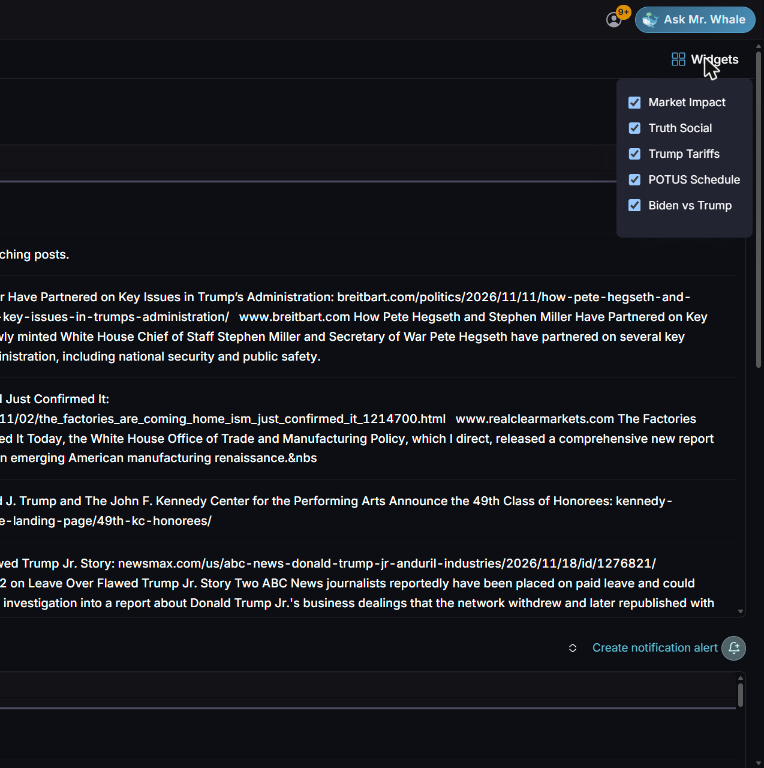 9+
Ask Mr. Whale
Widgets
Market Impact
Truth Social
Trump Tariffs
POTUS Schedule
Biden vs Trump
ching posts.
r Have Partnered on Key Issues in Trump's Administration: breitbart.com/politics/2026/11/11/how-pete-hegseth-and-
-key-issues-in-trumps-administration/ www.breitbart.com How Pete Hegseth and Stephen Miller Have Partnered on Key
vly minted White House Chief of Staff Stephen Miller and Secretary of War Pete Hegseth have partnered on several key
inistration, including national security and public safety.
l Just Confirmed It:
11/02/the_factories_are_coming_home_ism_just_confirmed_it_1214700.html www.realclearmarkets.com The Factories
ed It Today, the White House Office of Trade and Manufacturing Policy, which I direct, released a comprehensive new report
n emerging American manufacturing renaissance.&nbs
d J. Trump and The John F. Kennedy Center for the Performing Arts Announce the 49th Class of Honorees: kennedy-
e-landing-page/49th-kc-honorees/
wed Trump Jr. Story: newsmax.com/us/abc-news-donald-trump-jr-anduril-industries/2026/11/18/id/1276821/
2 on Leave Over Flawed Trump Jr. Story Two ABC News journalists reportedly have been placed on paid leave and could
investigation into a report about Donald Trump Jr.'s business dealings that the network withdrew and later republished with
Create notification alert